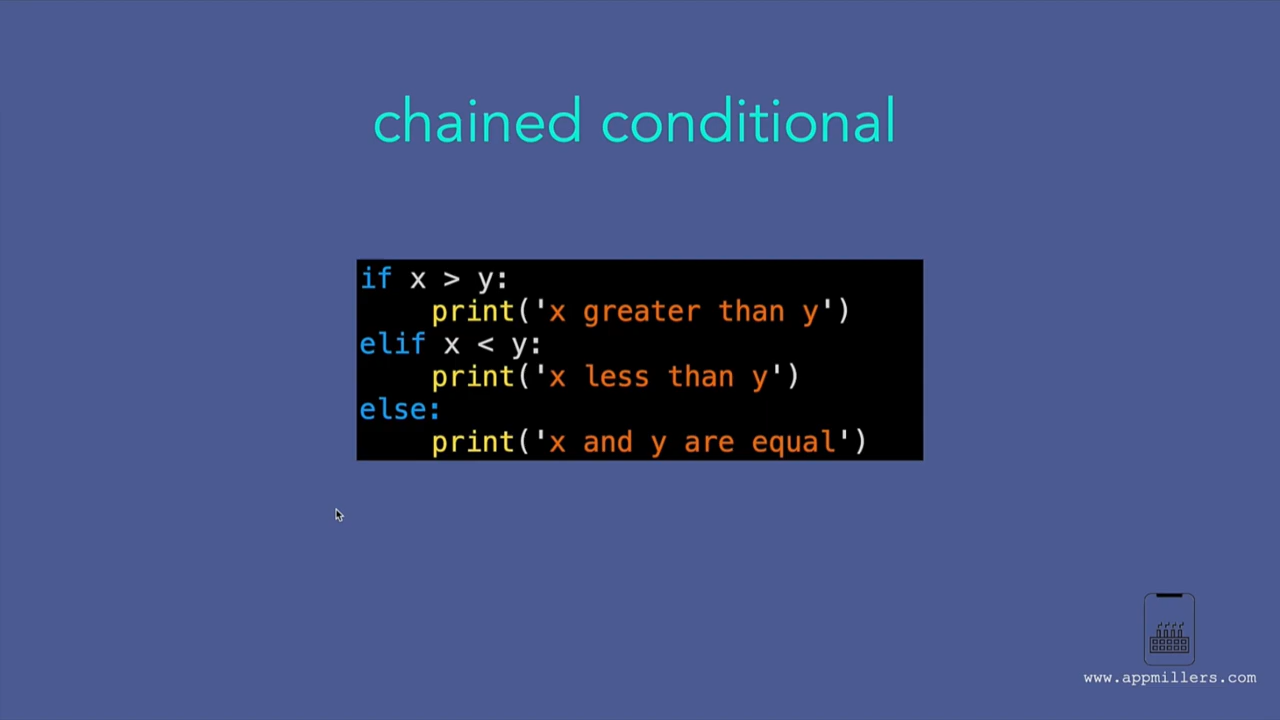 chained conditional
if x > y:
    print('x greater than y')
elif x < y:
    print('x less than y')
else:
    print('x and y are equal')
www.appmillers.com